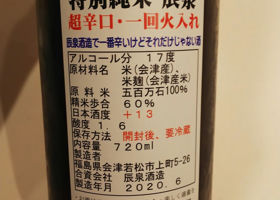 特別純米 辰泉
超辛口・一回火入れ
辰泉酒造で一番辛いけどそれだけじゃない酒
アルコール分 17度
原材料名 米(会津産)、
米麹(会津産米)
原料米 五百万石100%
精米歩合 60%
日本酒度 +13
酸度 1.6
保存方法 開封後、要冷蔵
内容量 720ml
製造者
福島県会津若松市上町5-26
合資会社 辰泉酒造
製造年月 2020.6